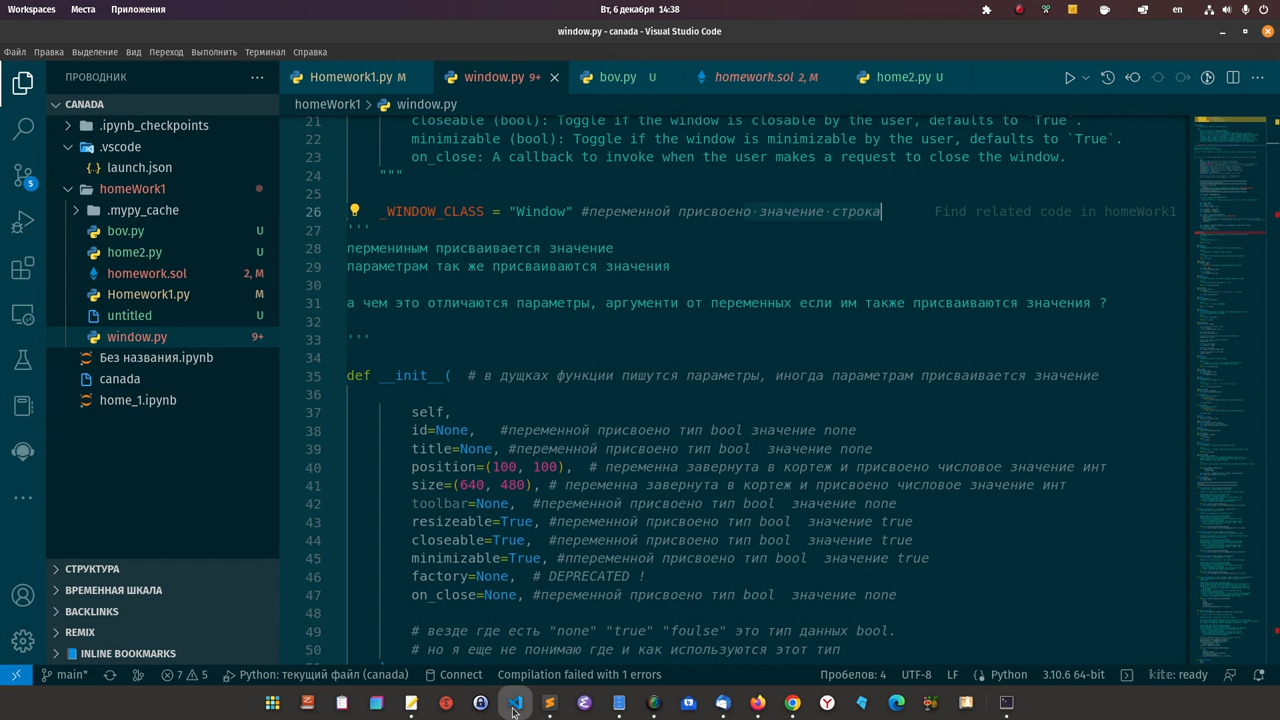 Workspaces Места Приложения Вт, 6 декабря 14:38 en
window.py - canada - Visual Studio Code
Файл Правка Выделение Вид Переход Выполнить Терминал Справка
ПРОВОДНИК
Homework1.py M
window.py 9+
bov.py U
homework.sol 2, M
home2.py U
CANADA
homeWork1 > window.py
.ipynb_checkpoints
.vscode
launch.json
homeWork1
.mypy_cache
bov.py U
home2.py U
homework.sol 2, M
Homework1.py M
untitled U
window.py 9+
Без названия.ipynb
canada
home_1.ipynb
СТРУКТУРА
ВРЕМЕННАЯ ШКАЛА
BACKLINKS
REMIX
INLINE BOOKMARKS
5
21 closeable (bool): Toggle if the window is closable by the user, defaults to `True`.
22 minimizable (bool): Toggle if the window is minimizable by the user, defaults to `True`.
23 on_close: A callback to invoke when the user makes a request to close the window.
24 """
25
26 _WINDOW_CLASS = "Window" #переменной присвоено значение строка Find related code in homeWork1
27 '''
28 пермениным присваивается значение
29 параметрам так же присваиваются значения
30
31 а чем это отличаютс параметры, аргументи от переменных если им также присваиваются значения ?
32
33 '''
34
35 def __init__( # в скщках функции пишутся параметры, иногда параметрам присваивается значение
36
37 self,
38 id=None, #переменной присвоено тип bool значение none
39 title=None, #переменной присвоено тип bool значение none
40 position=(100, 100), # переменна завернута в кортеж и присвоено числовое значение инт
41 size=(640, 480), # переменна завернута в кортеж и присвоено числовое значение инт
42 toolbar=None, #переменной присвоено тип bool значение none
43 resizeable=True, #переменной присвоено тип bool значение true
44 closeable=True, #переменной присвоено тип bool значение true
45 minimizable=True, #ппеременной присвоено тип bool значение true
46 factory=None, # DEPRECATED !
47 on_close=None, #переменной присвоено тип bool значение none
48
49 # везде где есть "none" "true" "foulse" это тип данных bool.
50 # но я еще не понимаю где и как используются этот тип
main* 7 5 Python: текущий файл (canada) Connect Compilation failed with 1 errors Пробелов: 4 UTF-8 LF Python 3.10.6 64-bit kite: ready